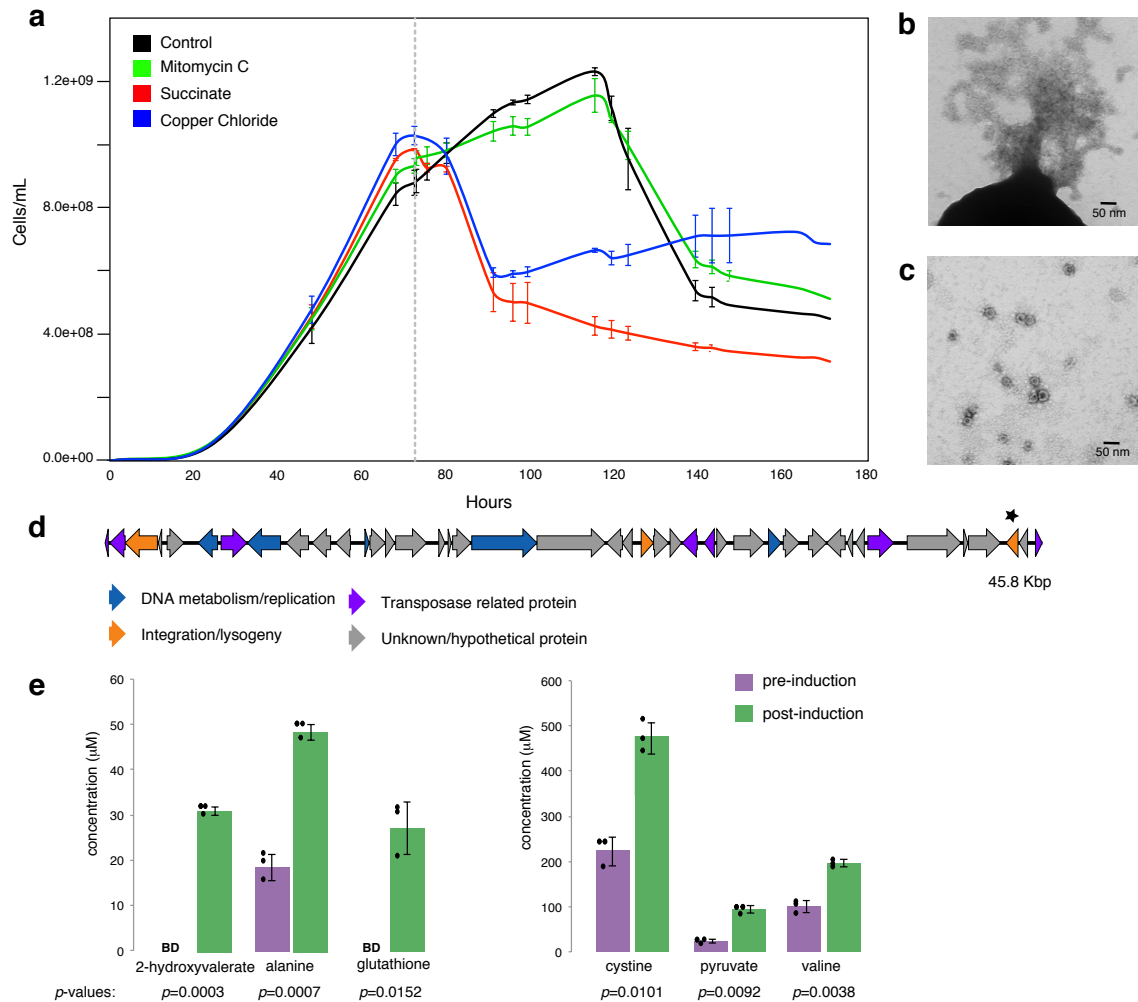 a
Control
Mitomycin C
Succinate
Copper Chloride
1.2e+09
8.0e+08
4.0e+08
0.0e+00
Cells/mL
0 20 40 60 80 100 120 140 160 180
Hours
b
50 nm
c
50 nm
d
45.8 Kbp
DNA metabolism/replication
Transposase related protein
Integration/lysogeny
Unknown/hypothetical protein
e
60
50
40
30
20
10
0
concentration (μM)
BD
BD
2-hydroxyvalerate alanine glutathione
p-values: p=0.0003 p=0.0007 p=0.0152
pre-induction
post-induction
600
500
400
300
200
100
0
concentration (μM)
cystine pyruvate valine
p=0.0101 p=0.0092 p=0.0038